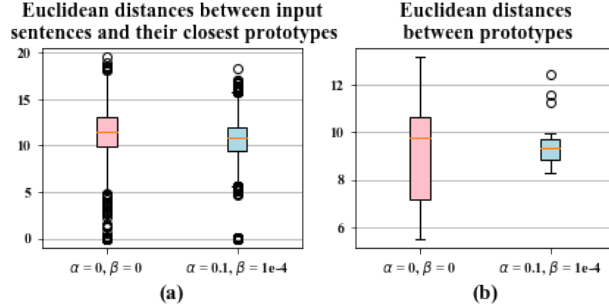 Euclidean distances between input
sentences and their closest prototypes
20
15
10
5
0
α = 0, β = 0
α = 0.1, β = 1e-4
(a)
Euclidean distances
between prototypes
12
10
8
6
α = 0, β = 0
α = 0.1, β = 1e-4
(b)